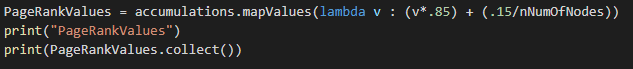 PageRankValues = accumulations.mapValues(lambda v : (v*.85) + (.15/nNumOfNodes))
print("PageRankValues")
print(PageRankValues.collect())